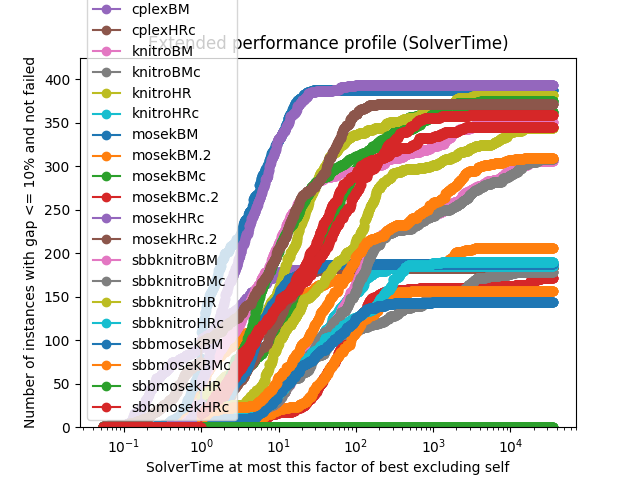 cplexBM
cplexHRc
Extended performance profile (SolverTime)
knitroBM
knitroBMc
knitroHR
knitroHRc
mosekBM
mosekBM.2
mosekBMc
mosekBMc.2
mosekHRc
mosekHRc.2
sbbknitroBM
sbbknitroBMc
sbbknitroHR
sbbknitroHRc
sbbmosekBM
sbbmosekBMc
sbbmosekHR
sbbmosekHRc
Number of instances with gap <= 10% and not failed
400
350
300
250
200
150
100
50
0
10⁻¹ 10⁰ 10¹ 10² 10³ 10⁴
SolverTime at most this factor of best excluding self